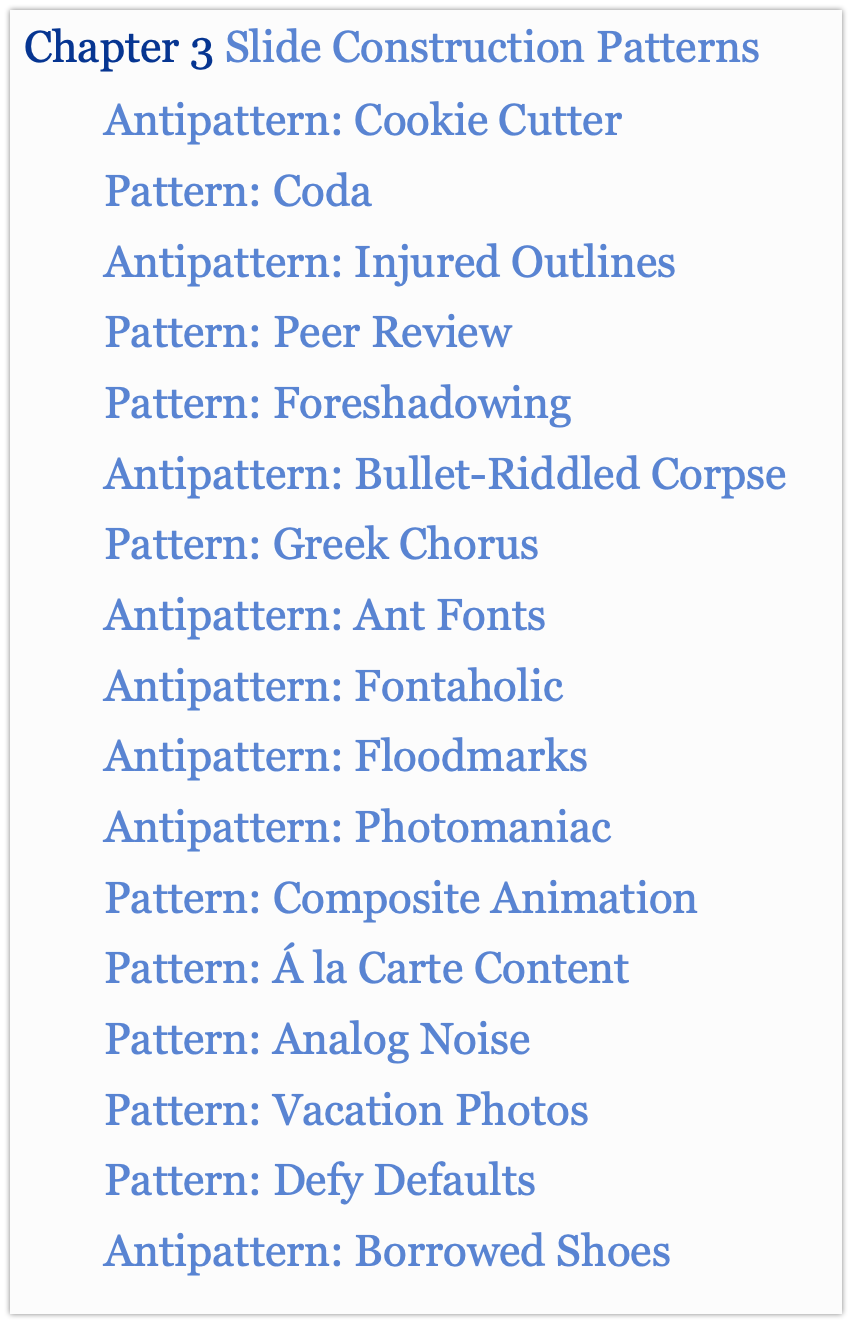 Chapter 3 Slide Construction Patterns
Antipattern: Cookie Cutter
Pattern: Coda
Antipattern: Injured Outlines
Pattern: Peer Review
Pattern: Foreshadowing
Antipattern: Bullet-Riddled Corpse
Pattern: Greek Chorus
Antipattern: Ant Fonts
Antipattern: Fontaholic
Antipattern: Floodmarks
Antipattern: Photomaniac
Pattern: Composite Animation
Pattern: Á la Carte Content
Pattern: Analog Noise
Pattern: Vacation Photos
Pattern: Defy Defaults
Antipattern: Borrowed Shoes